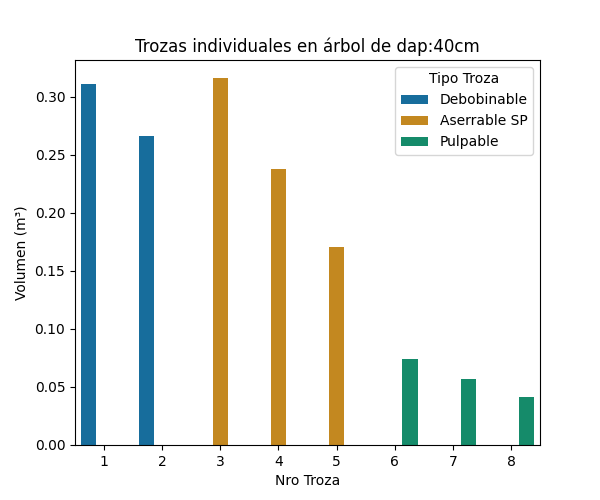 Trozas individuales en árbol de dap:40cm
Tipo Troza
Debobinable
Aserrable SP
Pulpable
Volumen (m³)
0.30
0.25
0.20
0.15
0.10
0.05
0.00
1 2 3 4 5 6 7 8
Nro Troza